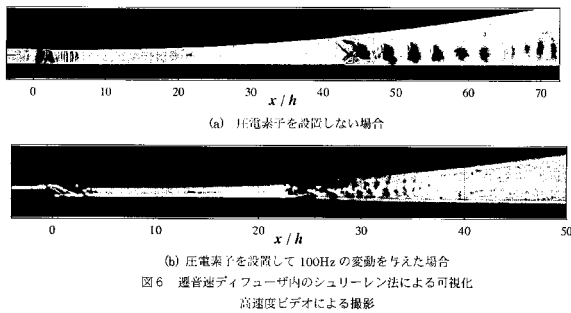 0 10 20 30 40 50 60 70
x / h
(a) 圧電素子を設置しない場合
0 10 20 30 40 50
x / h
(b) 圧電素子を設置して 100Hz の変動を与えた場合
図6 遷音速ディフューザ内のシュリーレン法による可視化
高速度ビデオによる撮影